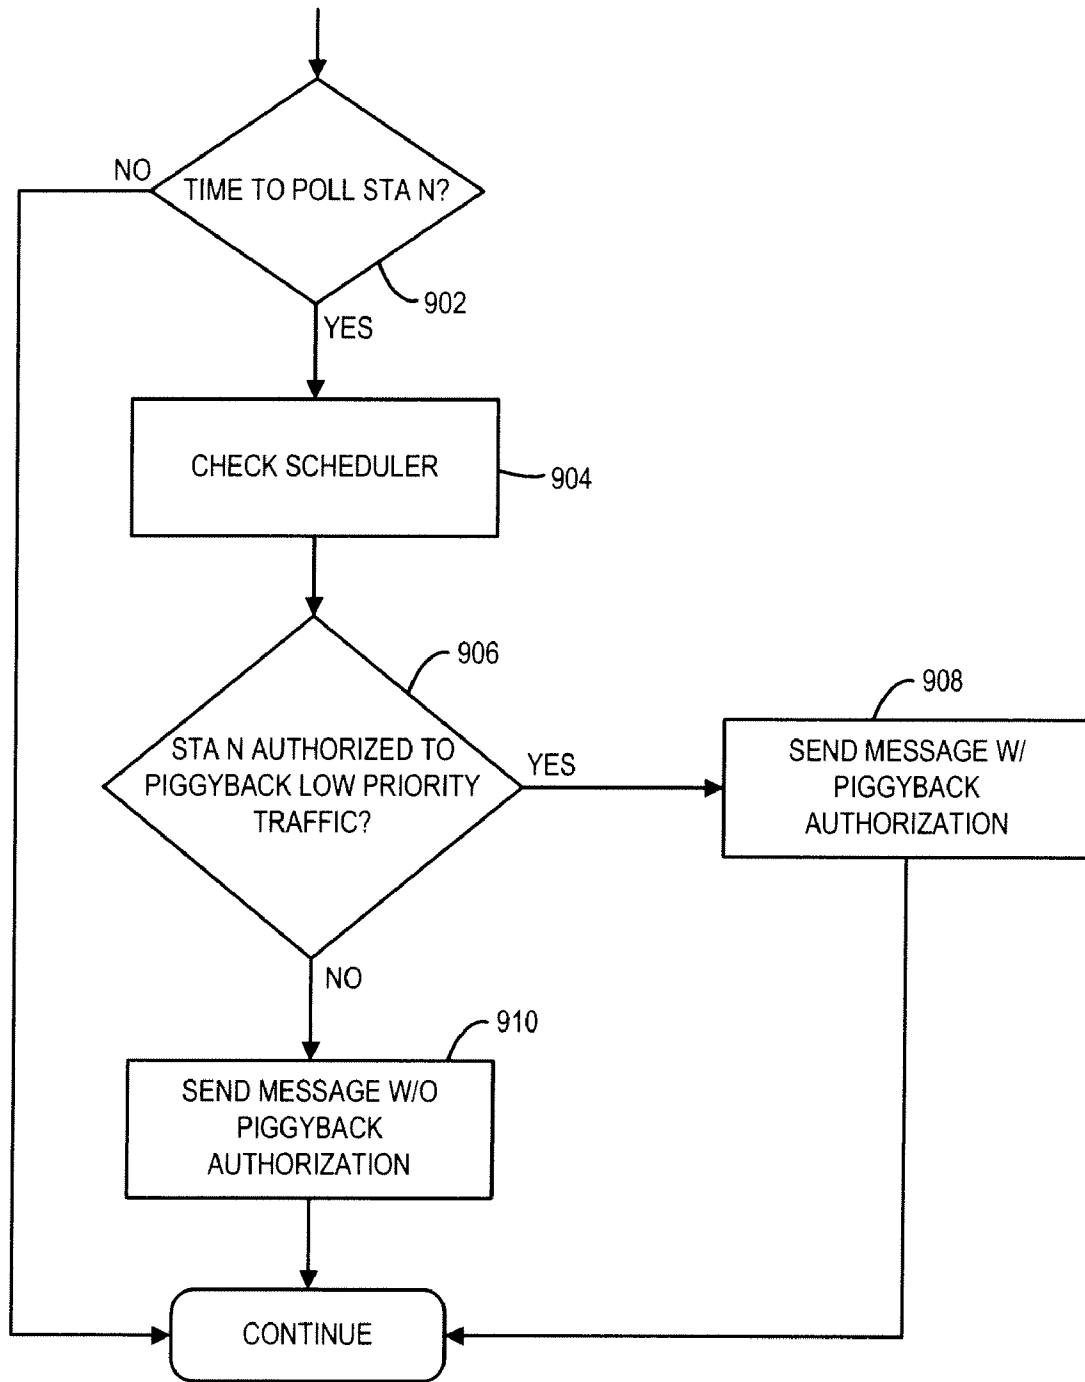 NO
TIME TO POLL STA N?
902
YES
CHECK SCHEDULER
904
906
STA N AUTHORIZED TO
PIGGYBACK LOW PRIORITY
TRAFFIC?
YES
908
SEND MESSAGE W/
PIGGYBACK
AUTHORIZATION
NO
910
SEND MESSAGE W/O
PIGGYBACK
AUTHORIZATION
CONTINUE